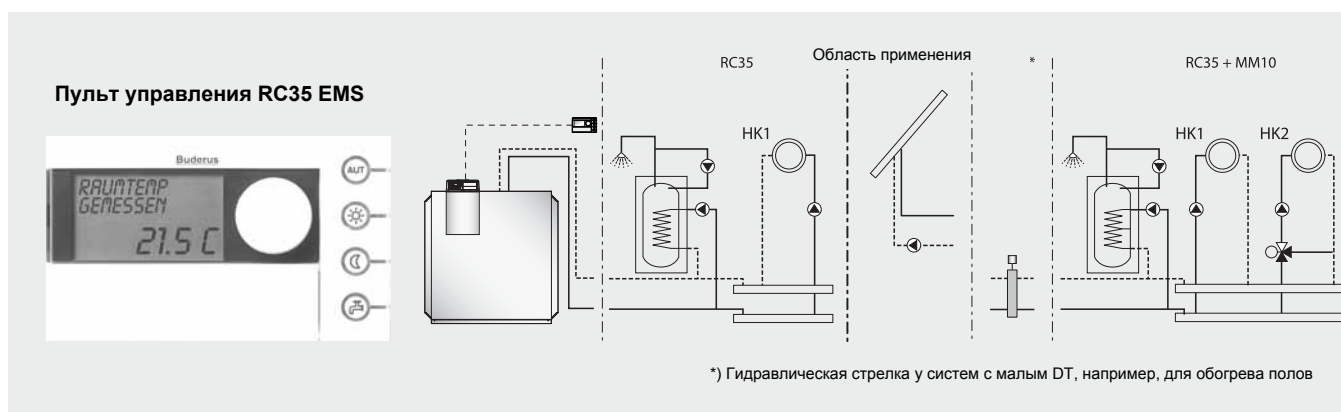 Область применения
RC35
*
RC35 + MM10
Пульт управления RC35 EMS
Buderus
RAUMTEMP
GEMESSEN
21.5 C
AUT
HK1
HK1
HK2
*) Гидравлическая стрелка у систем с малым DT, например, для обогрева полов